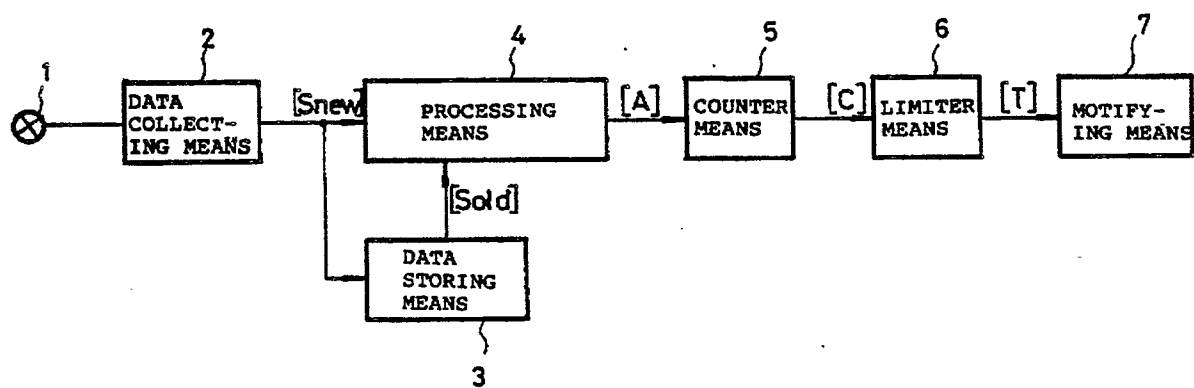 1
2
4
5
6
7
DATA
COLLECT-
ING MEANS
[Snew]
PROCESSING
MEANS
[A]
COUNTER
MEANS
[C]
LIMITER
MEANS
[T]
MOTIFY-
ING MEANS
[Sold]
DATA
STORING
MEANS
3